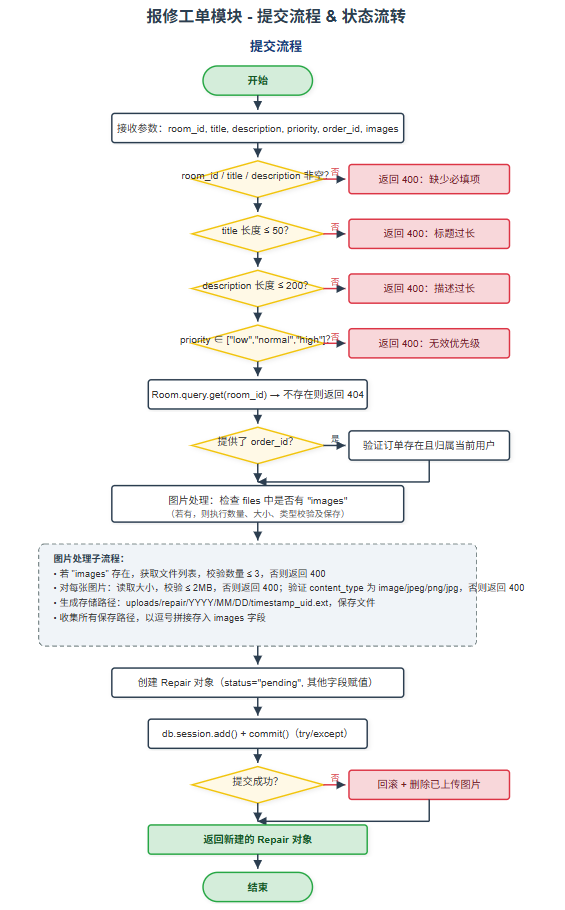 报修工单模块 - 提交流程 & 状态流转
提交流程
开始
接收参数：room_id, title, description, priority, order_id, images
room_id / title / description 非空?
否
返回 400：缺少必填项
title 长度 ≤ 50?
否
返回 400：标题过长
description 长度 ≤ 200?
否
返回 400：描述过长
priority ∈ ["low","normal","high"]?
否
返回 400：无效优先级
Room.query.get(room_id) → 不存在则返回 404
提供了 order_id?
是
验证订单存在且归属当前用户
图片处理：检查 files 中是否有 "images"
（若有，则执行数量、大小、类型校验及保存）
图片处理子流程：
• 若 "images" 存在，获取文件列表，校验数量 ≤ 3，否则返回 400
• 对每张图片：读取大小，校验 ≤ 2MB，否则返回 400；验证 content_type 为 image/jpeg/png/jpg，否则返回 400
• 生成存储路径：uploads/repair/YYYY/MM/DD/timestamp_uid.ext，保存文件
• 收集所有保存路径，以逗号拼接存入 images 字段
创建 Repair 对象（status="pending", 其他字段赋值）
db.session.add() + commit()（try/except）
提交成功?
否
回滚 + 删除已上传图片
返回新建的 Repair 对象
结束